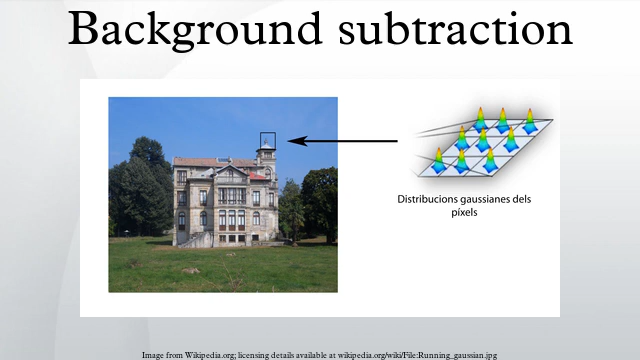 Background subtraction
Distribucions gaussianes dels
píxels
Image from Wikipedia.org; licensing details available at wikipedia.org/wiki/File:Running_gaussian.jpg